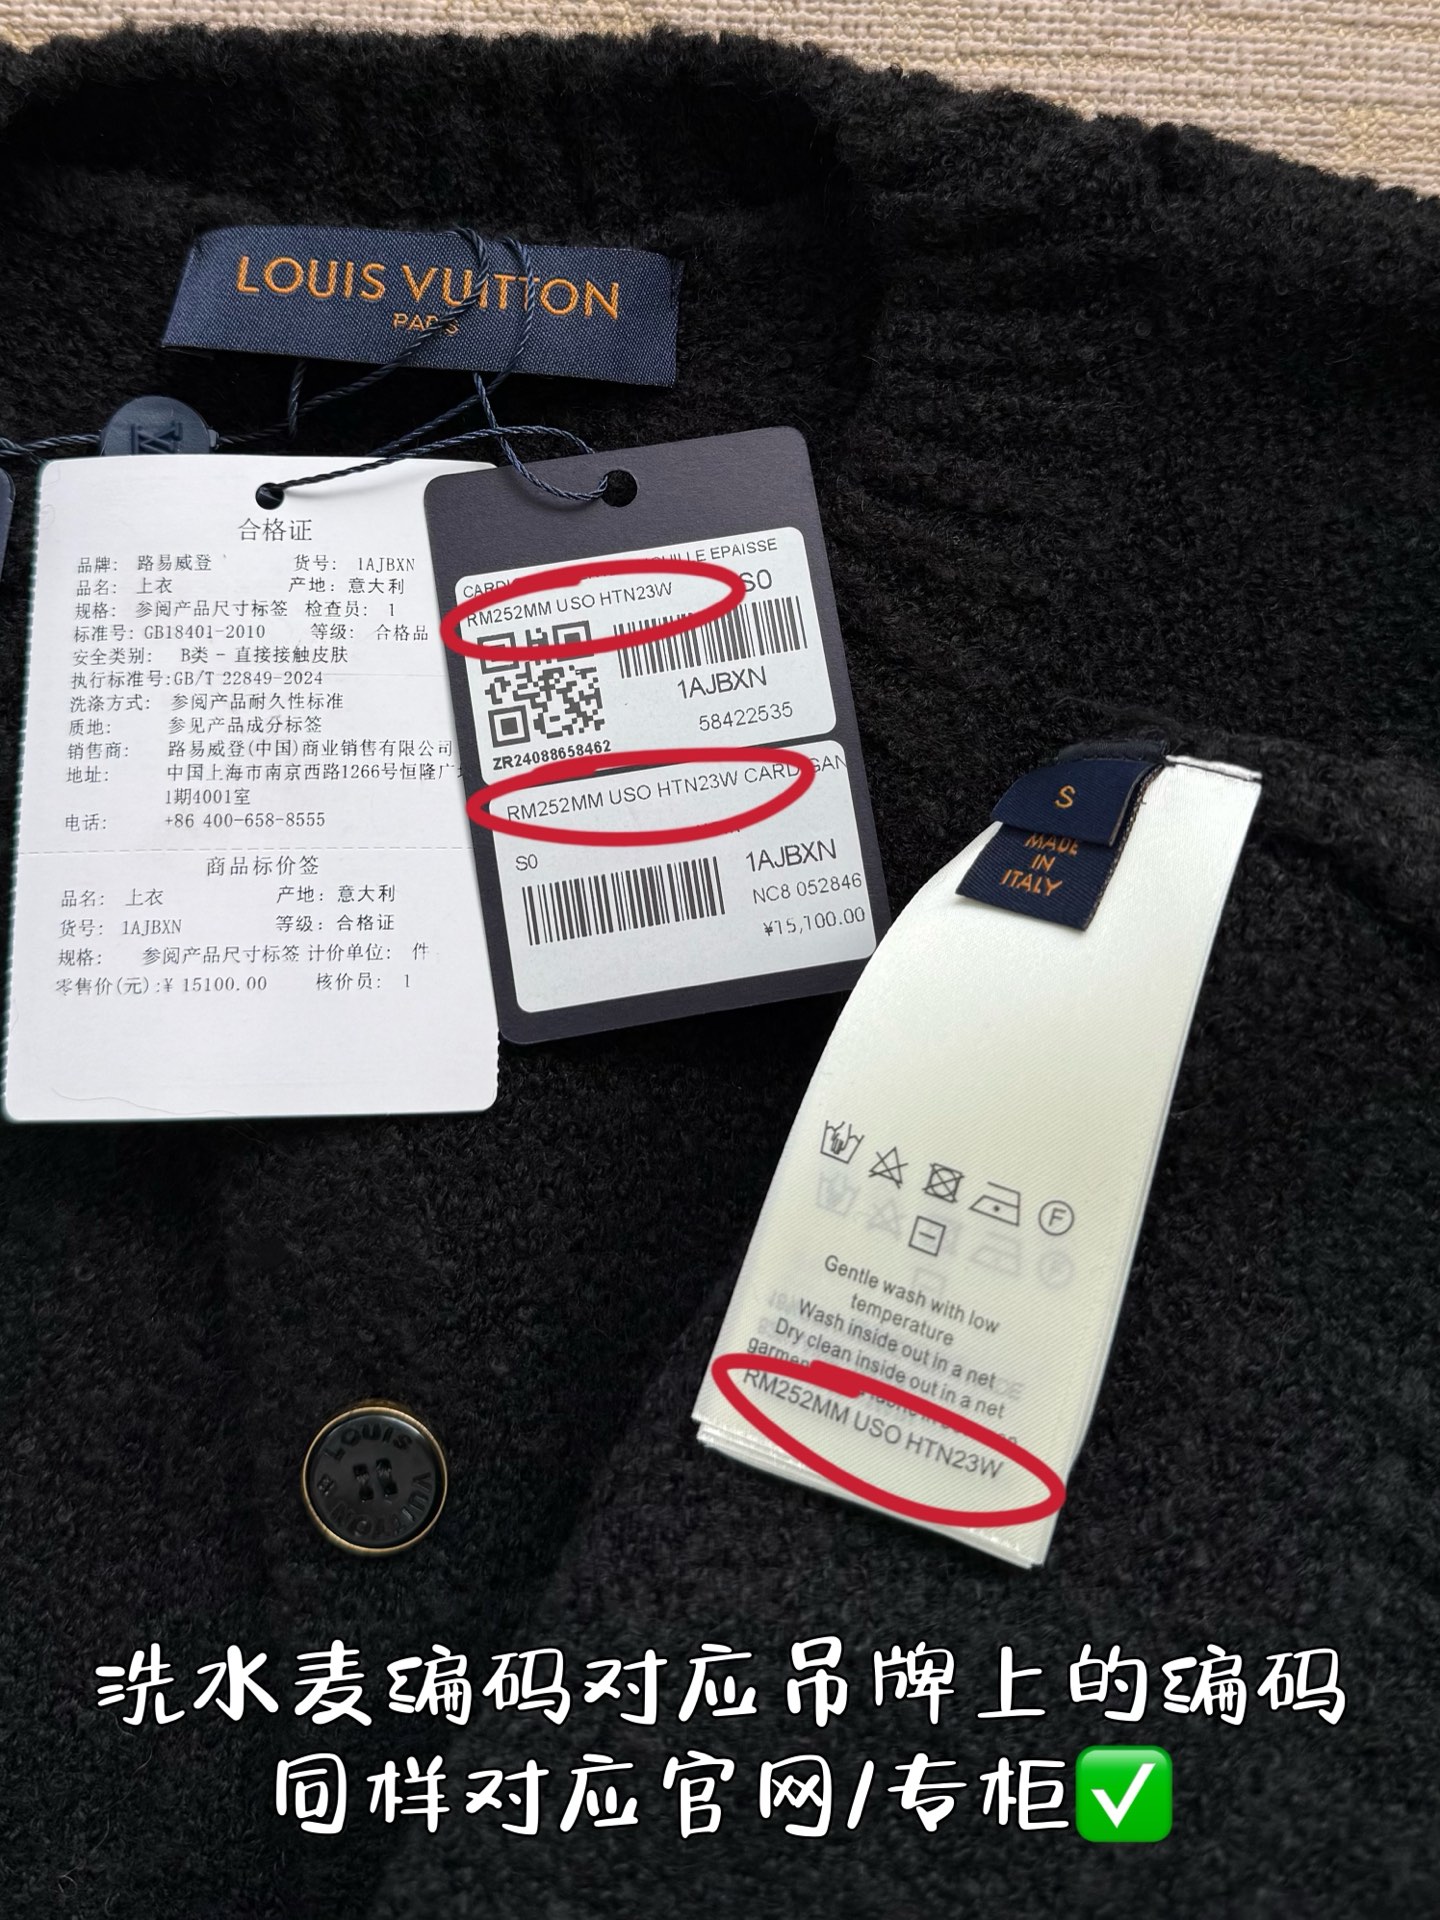 LOUIS VUITTON
PARIS
合格证
品牌: 路易威登 货号: 1AJBXN
品名: 上衣 产地: 意大利
规格: 参阅产品尺寸标签 检查员: 1
标准号: GB18401-2010 等级: 合格品
安全类别: B类 - 直接接触皮肤
执行标准号:GB/T 22849-2024
洗涤方式: 参阅产品耐久性标准
质地: 参见产品成分标签
销售商: 路易威登(中国)商业销售有限公司
地址: 中国上海市南京西路1266号恒隆广
1期4001室
电话: +86 400-658-8555
商品标价签
品名: 上衣 产地: 意大利
货号: 1AJBXN 等级: 合格证
规格: 参阅产品尺寸标签 计价单位: 件
零售价(元):¥ 15100.00 核价员: 1
EPAISSE
RM252MM USO HTN23W S0
1AJBXN
58422535
ZR24088658462
RM252MM USO HTN23W CARDIGAN
S0 1AJBXN
NC8 052846
¥15,100.00
S
MADE
IN
ITALY
F
Gentle wash with low
temperature
Wash inside out in a net
Dry clean inside out in a net
RM252MM USO HTN23W
LOUIS VUITTON
洗水麦编码对应吊牌上的编码
同样对应官网/专柜✅